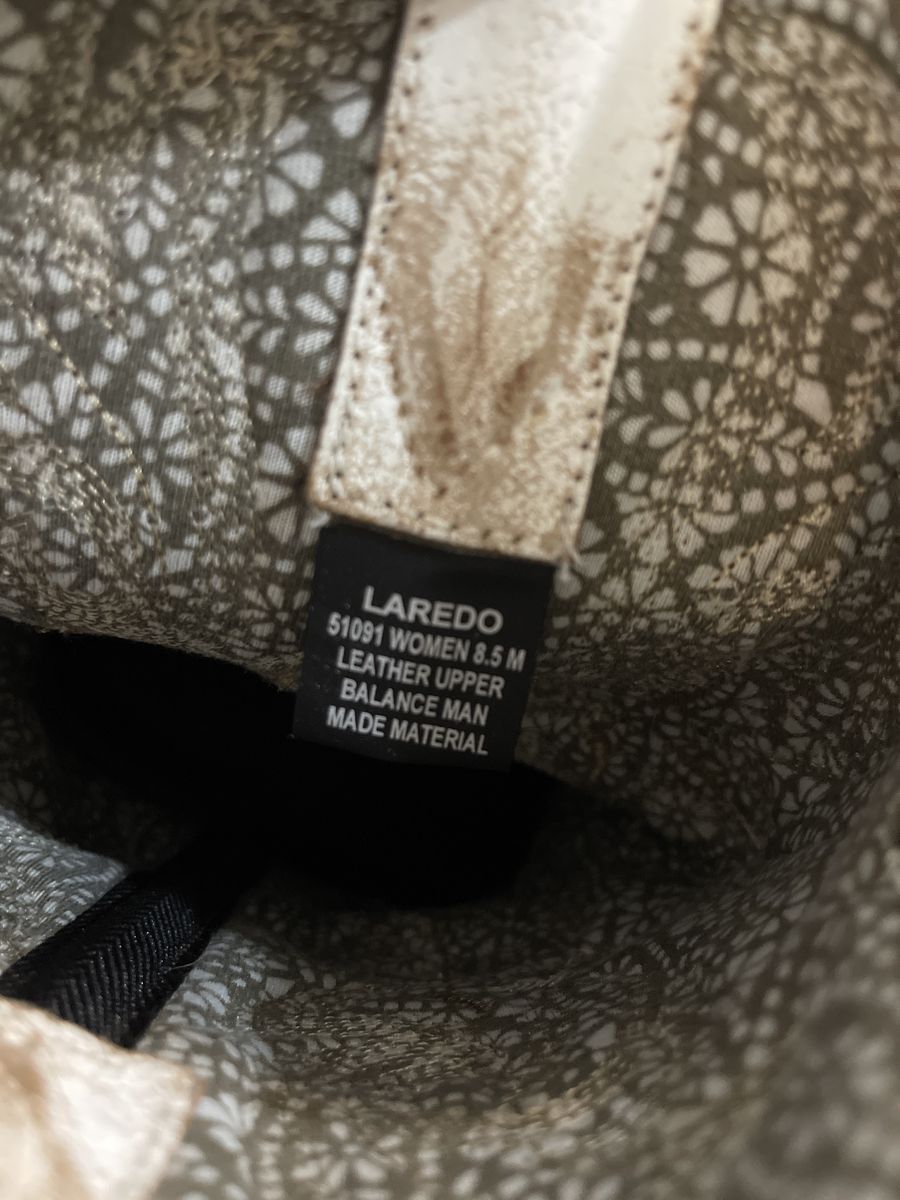 LAREDO
51091 WOMEN 8.5 M
LEATHER UPPER
BALANCE MAN
MADE MATERIAL